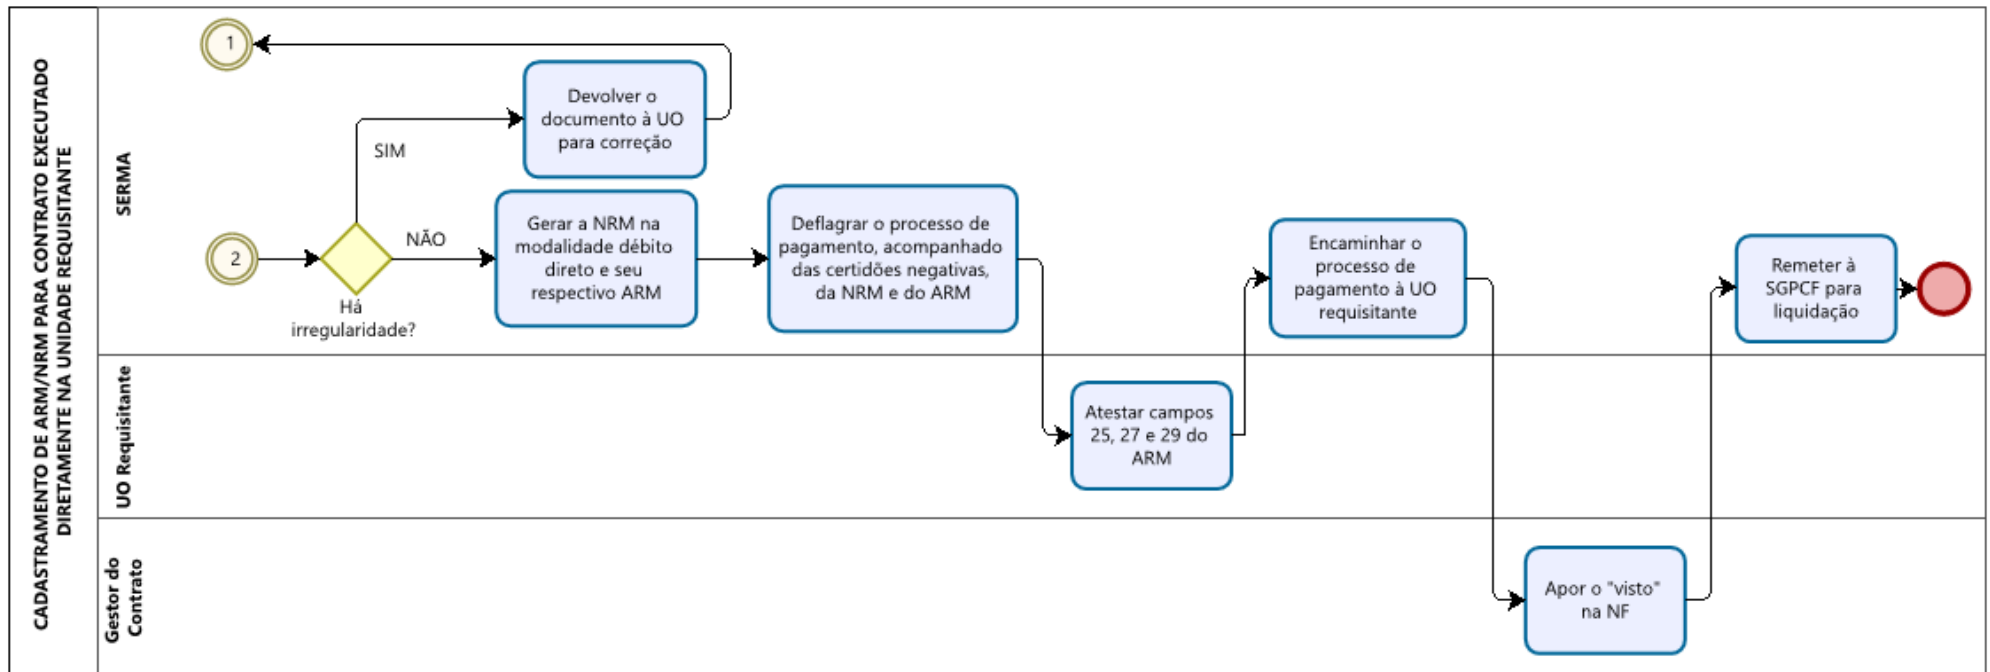 CADASTRAMENTO DE ARM/NRM PARA CONTRATO EXECUTADO
DIRETAMENTE NA UNIDADE REQUISITANTE
SERMA
1
Devolver o
documento à UO
para correção
SIM
2
Há
irregularidade?
NÃO
Gerar a NRM na
modalidade débito
direto e seu
respectivo ARM
Deflagrar o processo de
pagamento, acompanhado
das certidões negativas,
da NRM e do ARM
Encaminhar o
processo de
pagamento à UO
requisitante
Remeter à
SGPCF para
liquidação
UO Requisitante
Atestar campos
25, 27 e 29 do
ARM
Gestor do
Contrato
Apor o "visto"
na NF